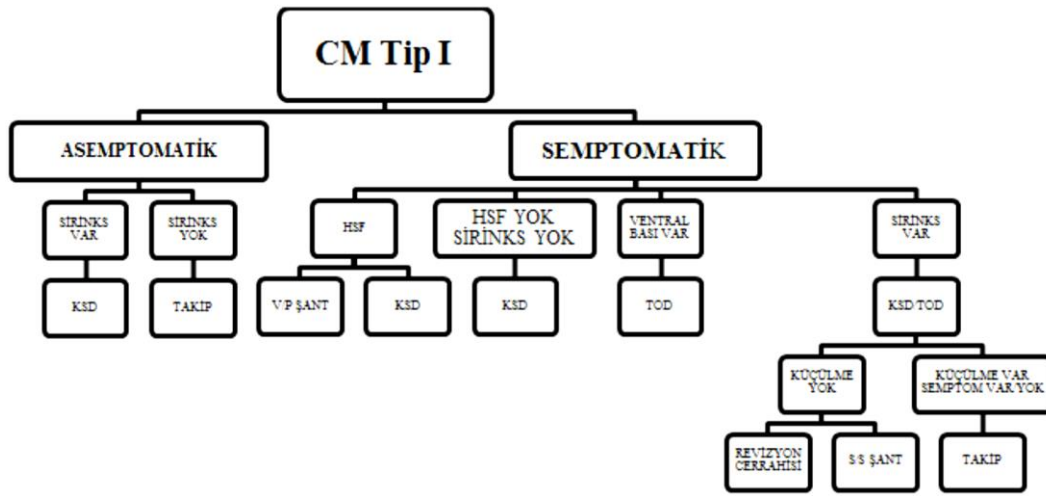 CM Tip I
ASEMPTOMATİK
SEMPTOMATİK
SİRİNKS
VAR
SİRİNKS
YOK
HSF
HSF YOK
SİRİNKS YOK
VENTRAL
BASI VAR
SİRİNKS
VAR
KSD
TAKİP
V/P ŞANT
KSD
KSD
TOD
KSD/TOD
KÜÇÜLME
YOK
KÜÇÜLME VAR
SEMPTOM VAR/YOK
REVİZYON
CERRAHİSİ
S/S ŞANT
TAKİP